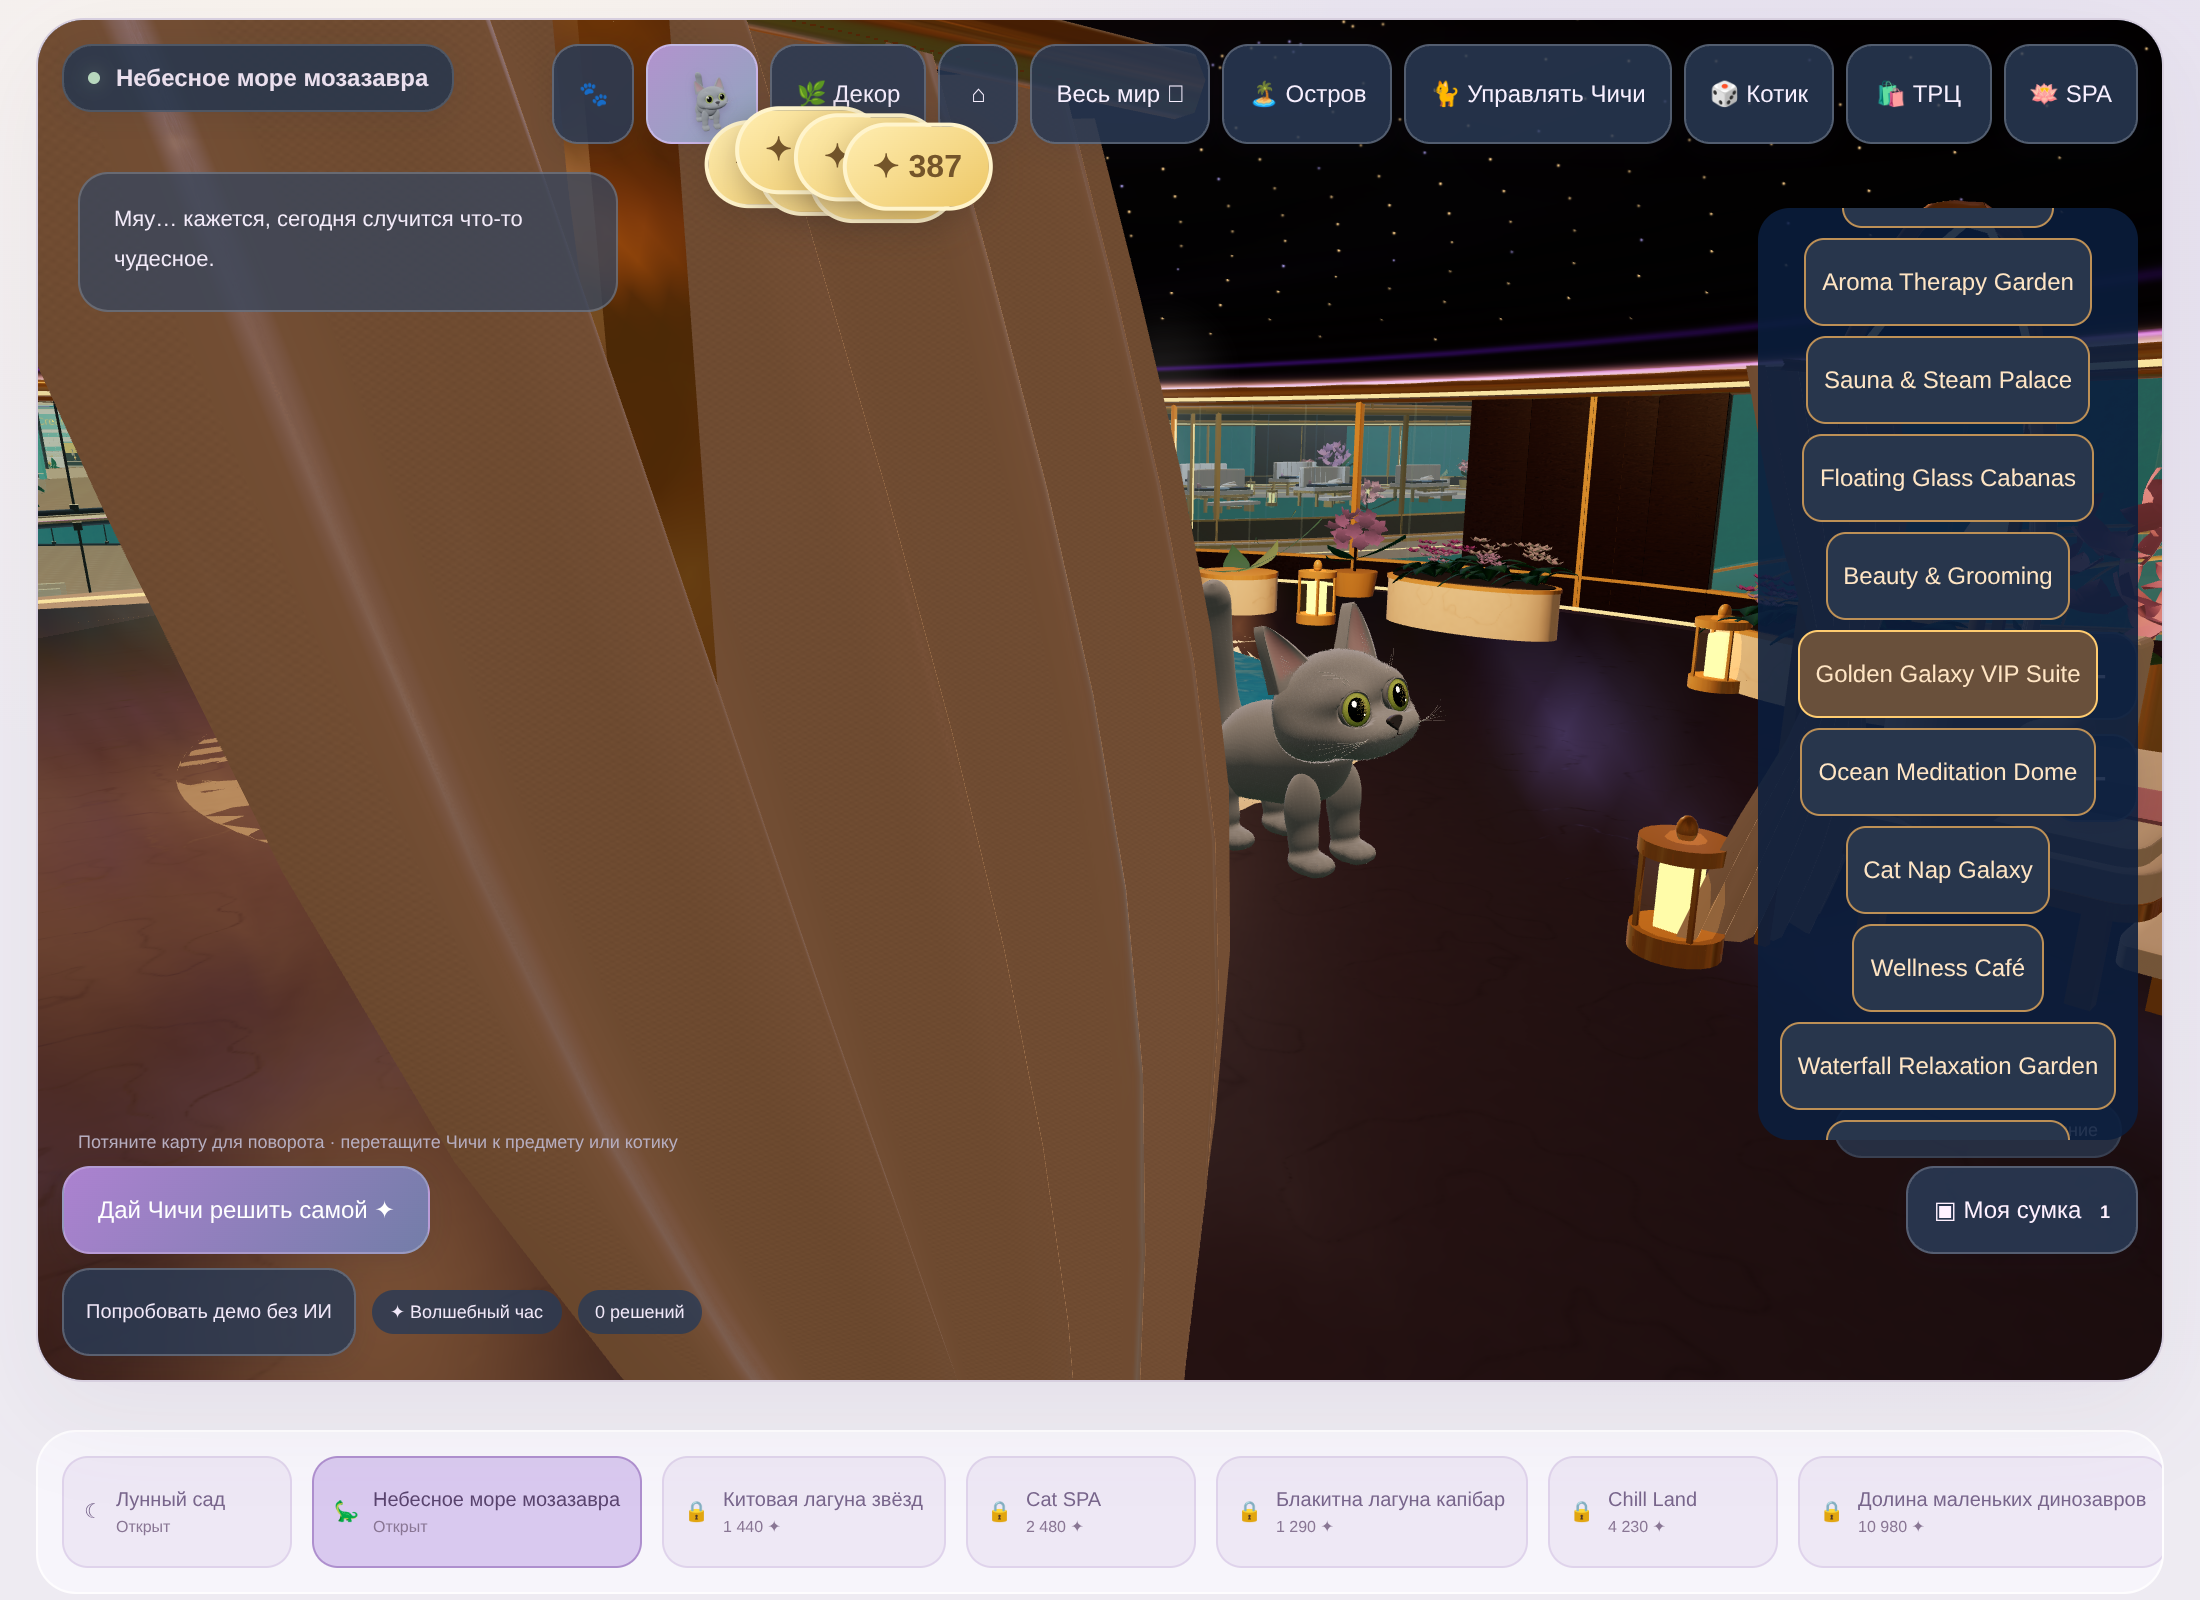 Небесное море мозазавра
🐾
🌿 Декор
⌂
Весь мир
🏝️ Остров
🐈 Управлять Чичи
🎲 Котик
🛍️ ТРЦ
🪷 SPA
✦ 387
Мяу… кажется, сегодня случится что-то
чудесное.
Aroma Therapy Garden
Sauna & Steam Palace
Floating Glass Cabanas
Beauty & Grooming
Golden Galaxy VIP Suite
Ocean Meditation Dome
Cat Nap Galaxy
Wellness Café
Waterfall Relaxation Garden
Потяните карту для поворота · перетащите Чичи к предмету или котику
Дай Чичи решить самой ✦
▣ Моя сумка 1
Попробовать демо без ИИ
✦ Волшебный час
0 решений
☾ Лунный сад
Открыт
🦕 Небесное море мозазавра
Открыт
🔒 Китовая лагуна звёзд
1 440 ✦
🔒 Cat SPA
2 480 ✦
🔒 Блакитна лагуна капібар
1 290 ✦
🔒 Chill Land
4 230 ✦
🔒 Долина маленьких динозавров
10 980 ✦